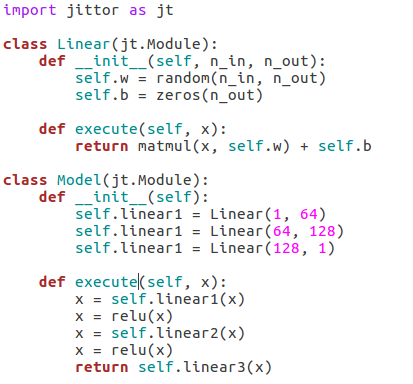 import jittor as jt
class Linear(jt.Module):
    def __init__(self, n_in, n_out):
        self.w = random(n_in, n_out)
        self.b = zeros(n_out)
    def execute(self, x):
        return matmul(x, self.w) + self.b
class Model(jt.Module):
    def __init__(self):
        self.linear1 = Linear(1, 64)
        self.linear1 = Linear(64, 128)
        self.linear1 = Linear(128, 1)
    def execute(self, x):
        x = self.linear1(x)
        x = relu(x)
        x = self.linear2(x)
        x = relu(x)
        return self.linear3(x)